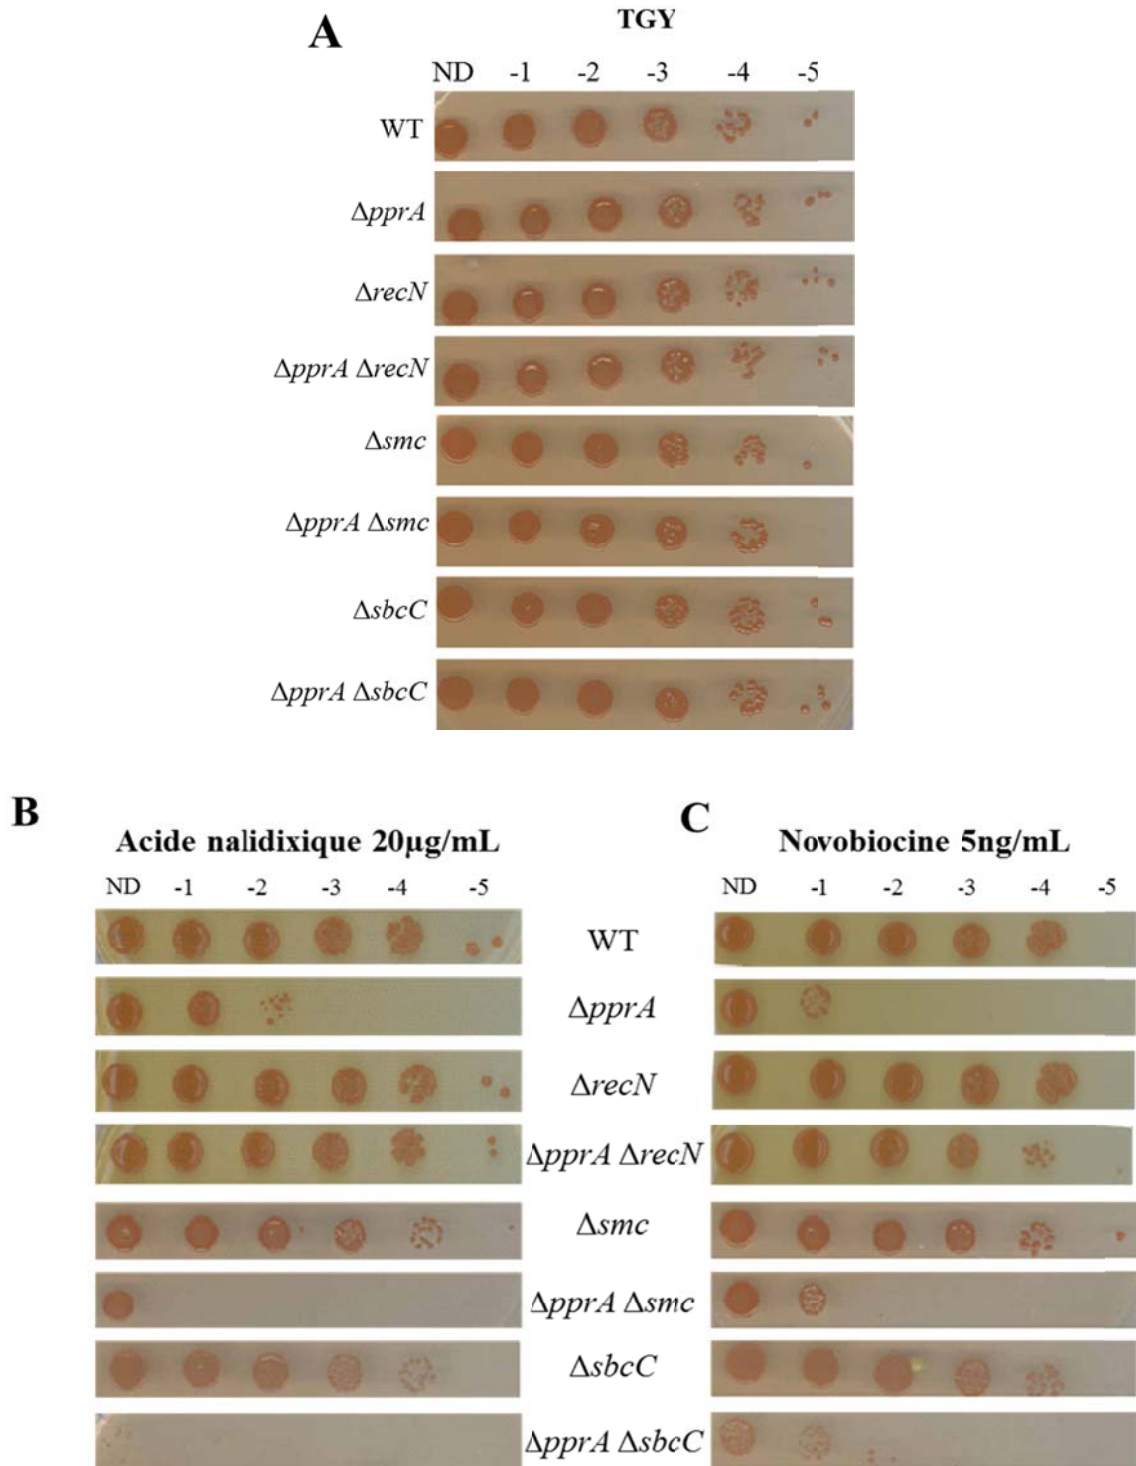 A
TGY
ND -1 -2 -3 -4 -5
WT
ΔpprA
ΔrecN
ΔpprA ΔrecN
Δsmc
ΔpprA Δsmc
ΔsbcC
ΔpprA ΔsbcC
B
Acide nalidixique 20µg/mL
ND -1 -2 -3 -4 -5
C
Novobiocine 5ng/mL
ND -1 -2 -3 -4 -5
WT
ΔpprA
ΔrecN
ΔpprA ΔrecN
Δsmc
ΔpprA Δsmc
ΔsbcC
ΔpprA ΔsbcC